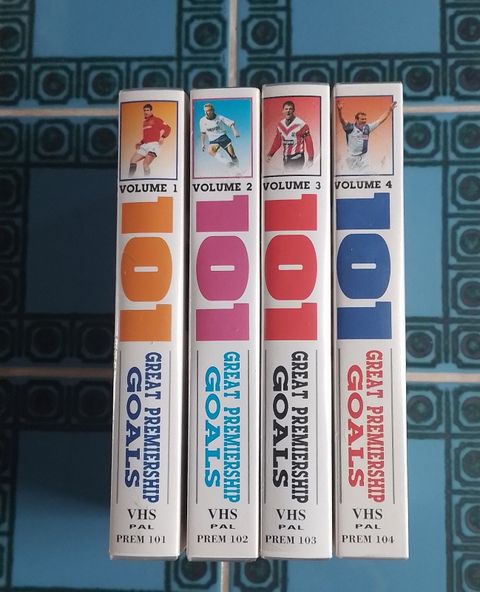 VOLUME 1
101
GREAT PREMIERSHIP
GOALS
VHS
PAL
PREM 101
VOLUME 2
101
GREAT PREMIERSHIP
GOALS
VHS
PAL
PREM 102
VOLUME 3
101
GREAT PREMIERSHIP
GOALS
VHS
PAL
PREM 103
VOLUME 4
101
GREAT PREMIERSHIP
GOALS
VHS
PAL
PREM 104